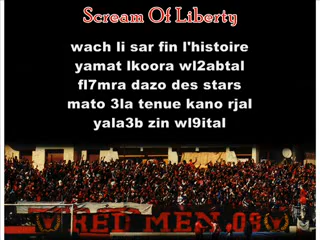 Scream Of Liberty
wach li sar fin l'histoire
yamat lkoora wl2abtal
fl7mra dazo des stars
mato 3la tenue kano rjal
yala3b zin wl9ital
RED MEN 09